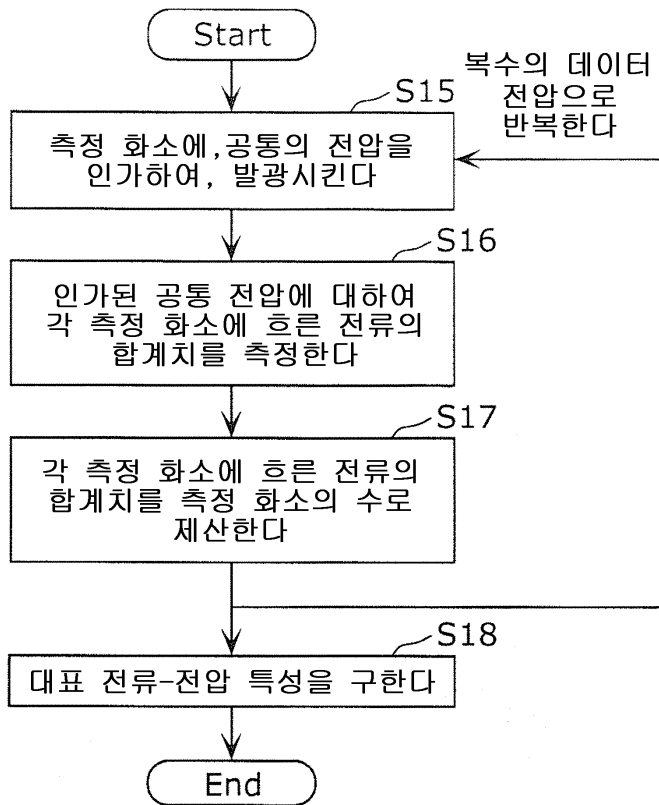 Start
복수의 데이터
전압으로
반복한다
S15
측정 화소에,공통의 전압을
인가하여, 발광시킨다
S16
인가된 공통 전압에 대하여
각 측정 화소에 흐른 전류의
합계치를 측정한다
S17
각 측정 화소에 흐른 전류의
합계치를 측정 화소의 수로
제산한다
S18
대표 전류-전압 특성을 구한다
End